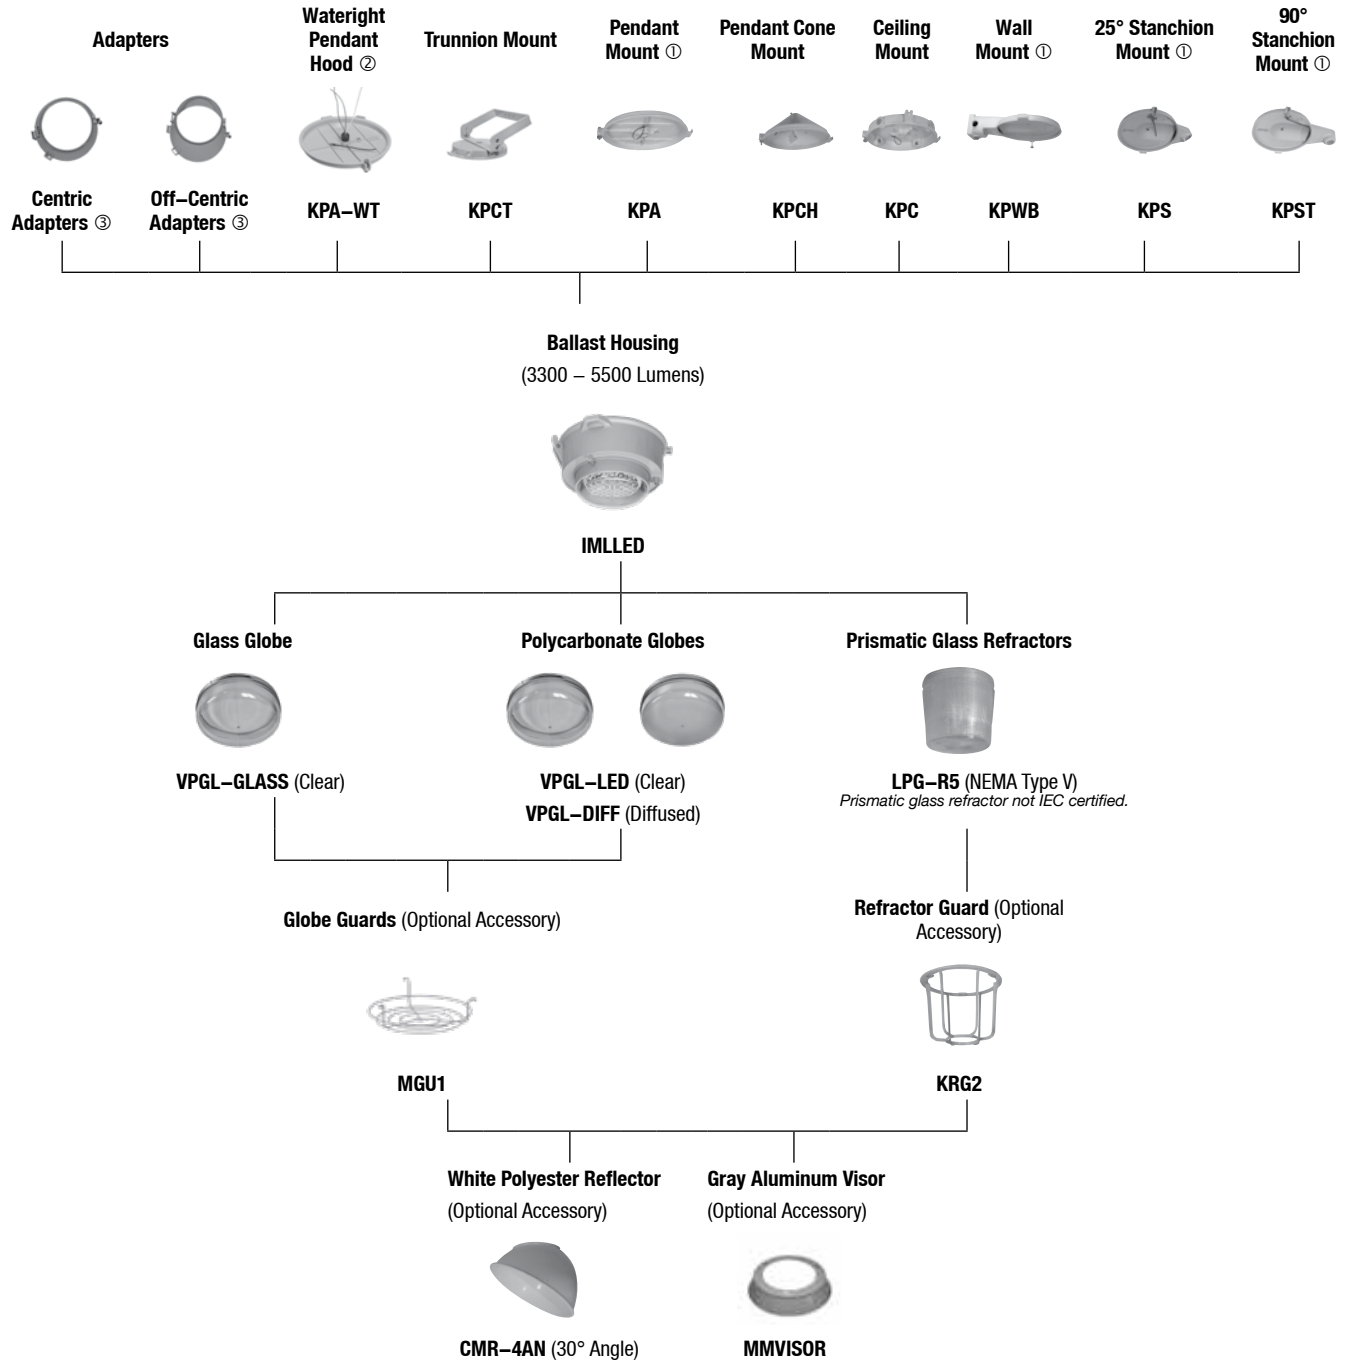 Adapters
Wateright
Pendant
Hood ②
Trunnion Mount
Pendant
Mount ①
Pendant Cone
Mount
Ceiling
Mount
Wall
Mount ①
25° Stanchion
Mount ①
90°
Stanchion
Mount ①
Centric
Adapters ③
Off–Centric
Adapters ③
KPA–WT
KPCT
KPA
KPCH
KPC
KPWB
KPS
KPST
Ballast Housing
(3300 – 5500 Lumens)
IMLLED
Glass Globe
Polycarbonate Globes
Prismatic Glass Refractors
VPGL–GLASS (Clear)
VPGL–LED (Clear)
VPGL–DIFF (Diffused)
LPG–R5 (NEMA Type V)
Prismatic glass refractor not IEC certified.
Globe Guards (Optional Accessory)
Refractor Guard (Optional
Accessory)
MGU1
KRG2
White Polyester Reflector
(Optional Accessory)
Gray Aluminum Visor
(Optional Accessory)
CMR–4AN (30° Angle)
MMVISOR